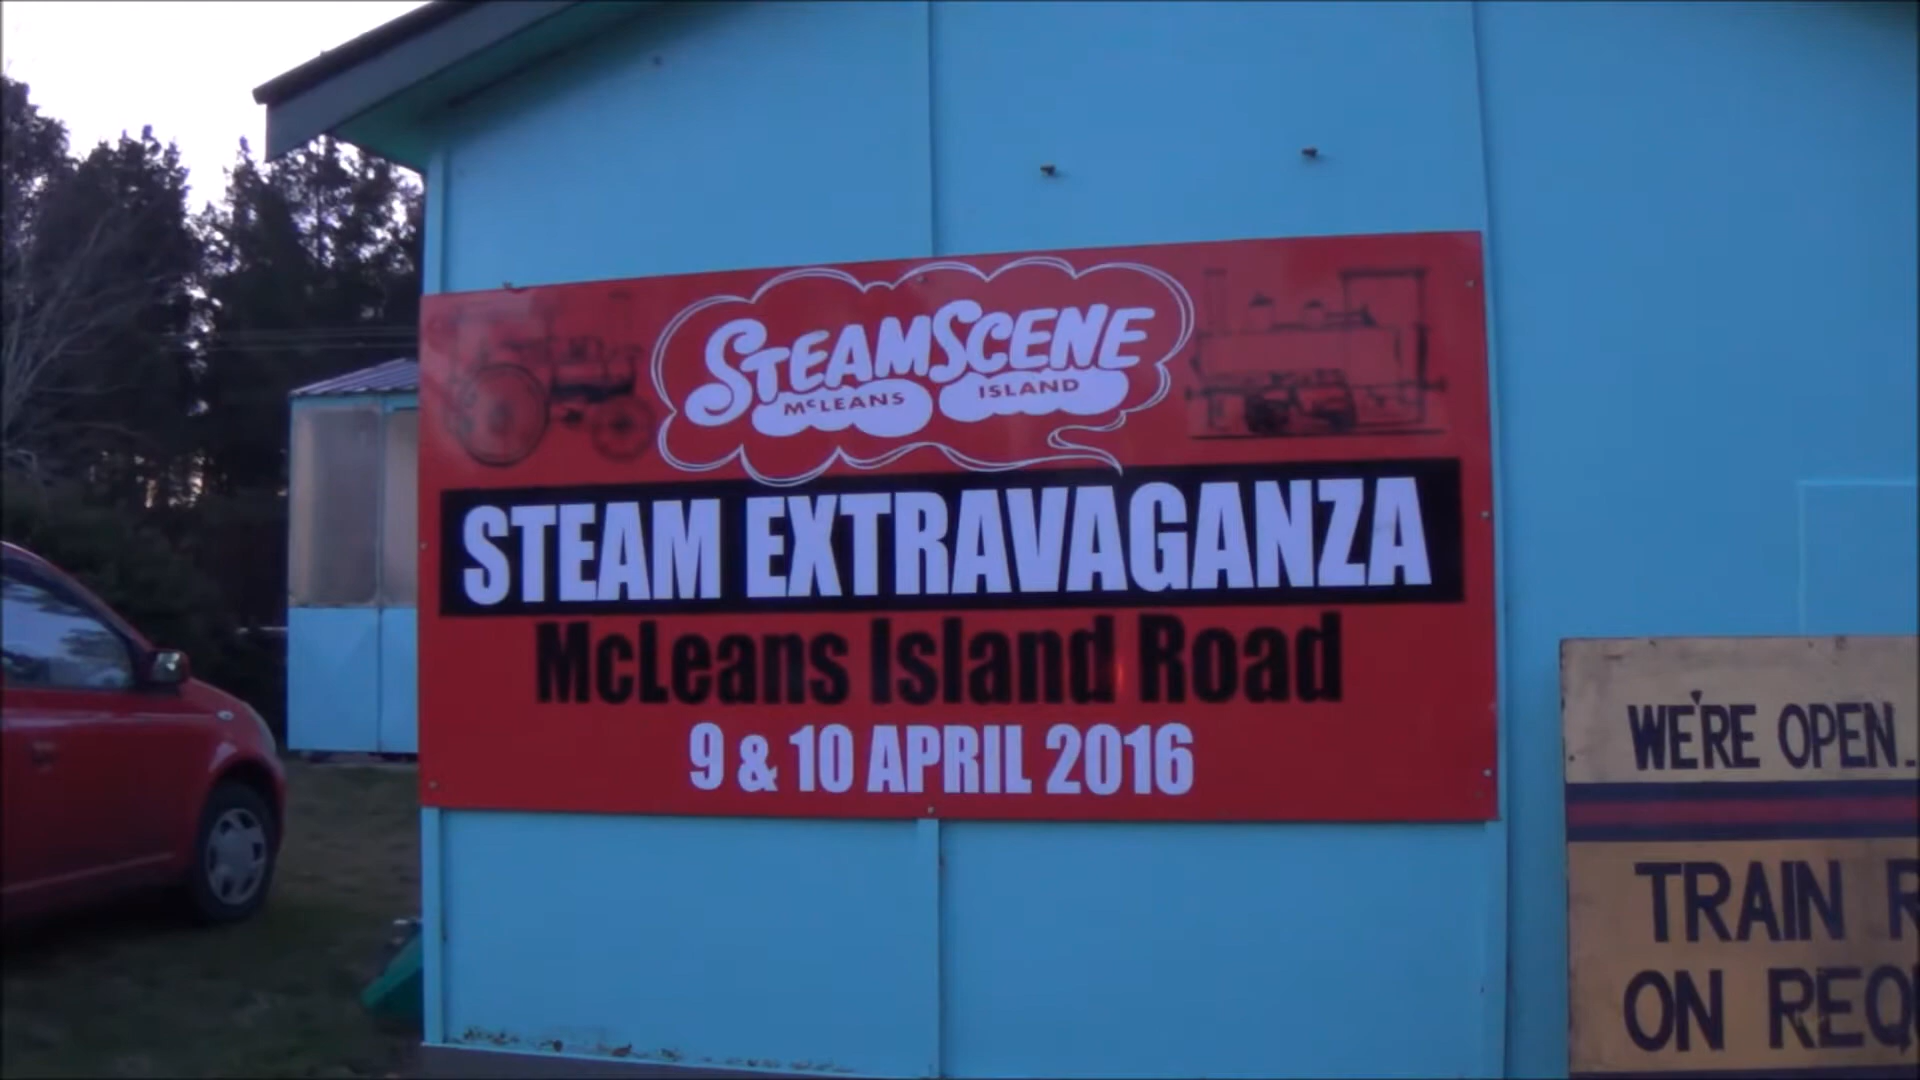 STEAMSCENE
McLEANS ISLAND
STEAM EXTRAVAGANZA
McLeans Island Road
9 & 10 APRIL 2016
WE'RE OPEN..
TRAIN
ON